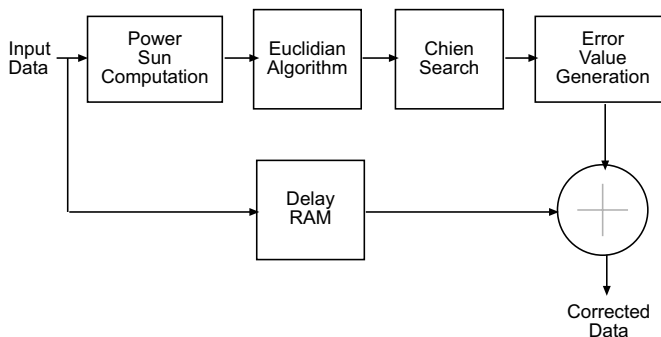 Input
Data
Power
Sun
Computation
Euclidian
Algorithm
Chien
Search
Error
Value
Generation
Delay
RAM
Corrected
Data